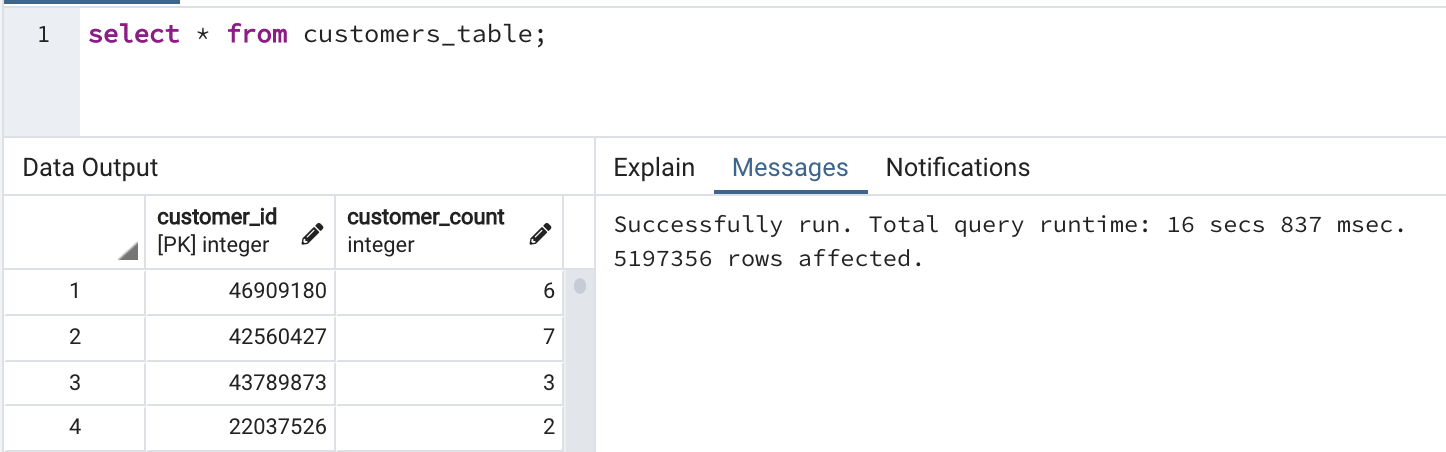 1 select * from customers_table;
Data Output
Explain Messages Notifications
customer_id customer_count
[PK] integer integer
1 46909180 6
2 42560427 7
3 43789873 3
4 22037526 2
Successfully run. Total query runtime: 16 secs 837 msec.
5197356 rows affected.